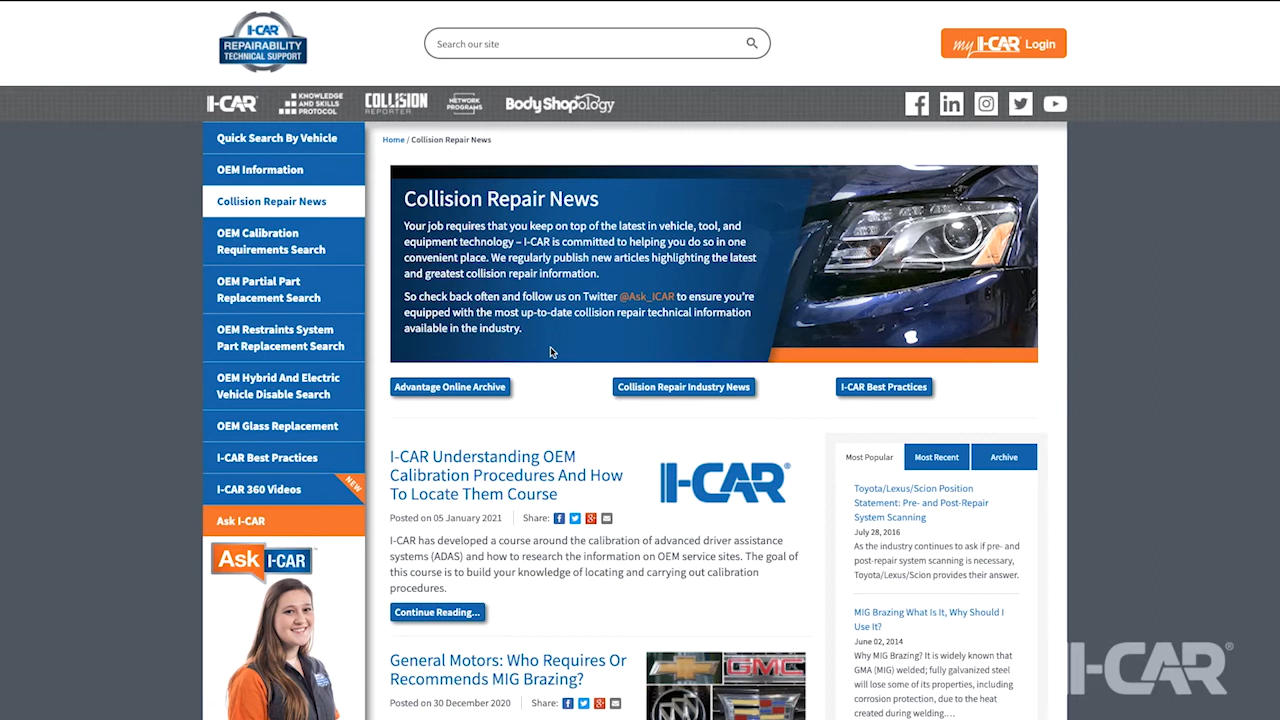 I-CAR
REPAIRABILITY
TECHNICAL SUPPORT
Search our site
my I-CAR Login
I-CAR
KNOWLEDGE
AND SKILLS
PROTOCOL
COLLISION
REPORTER
NETWORK
PROGRAMS
BodyShopology
Quick Search By Vehicle
OEM Information
Collision Repair News
OEM Calibration
Requirements Search
OEM Partial Part
Replacement Search
OEM Restraints System
Part Replacement Search
OEM Hybrid And Electric
Vehicle Disable Search
OEM Glass Replacement
I-CAR Best Practices
I-CAR 360 Videos
NEW
Ask I-CAR
Ask I-CAR
Home / Collision Repair News
Collision Repair News
Your job requires that you keep on top of the latest in vehicle, tool, and
equipment technology – I-CAR is committed to helping you do so in one
convenient place. We regularly publish new articles highlighting the latest
and greatest collision repair information.
So check back often and follow us on Twitter @Ask_ICAR to ensure you're
equipped with the most up-to-date collision repair technical information
available in the industry.
Advantage Online Archive
Collision Repair Industry News
I-CAR Best Practices
I-CAR Understanding OEM
Calibration Procedures And How
To Locate Them Course
I-CAR®
Posted on 05 January 2021
Share:
I-CAR has developed a course around the calibration of advanced driver assistance
systems (ADAS) and how to research the information on OEM service sites. The goal of
this course is to build your knowledge of locating and carrying out calibration
procedures.
Continue Reading...
General Motors: Who Requires Or
Recommends MIG Brazing?
Posted on 30 December 2020
Share:
GMC
Most Popular
Most Recent
Archive
Toyota/Lexus/Scion Position
Statement: Pre- and Post-Repair
System Scanning
July 28, 2016
As the industry continues to ask if pre- and
post-repair system scanning is necessary,
Toyota/Lexus/Scion provides their answer.
MIG Brazing What Is It, Why Should I
Use It?
June 02, 2014
Why MIG Brazing? It is widely known that
GMA (MIG) welded; fully galvanized steel
will lose some of its properties, including
corrosion protection, due to the heat
created during welding....
I-CAR®